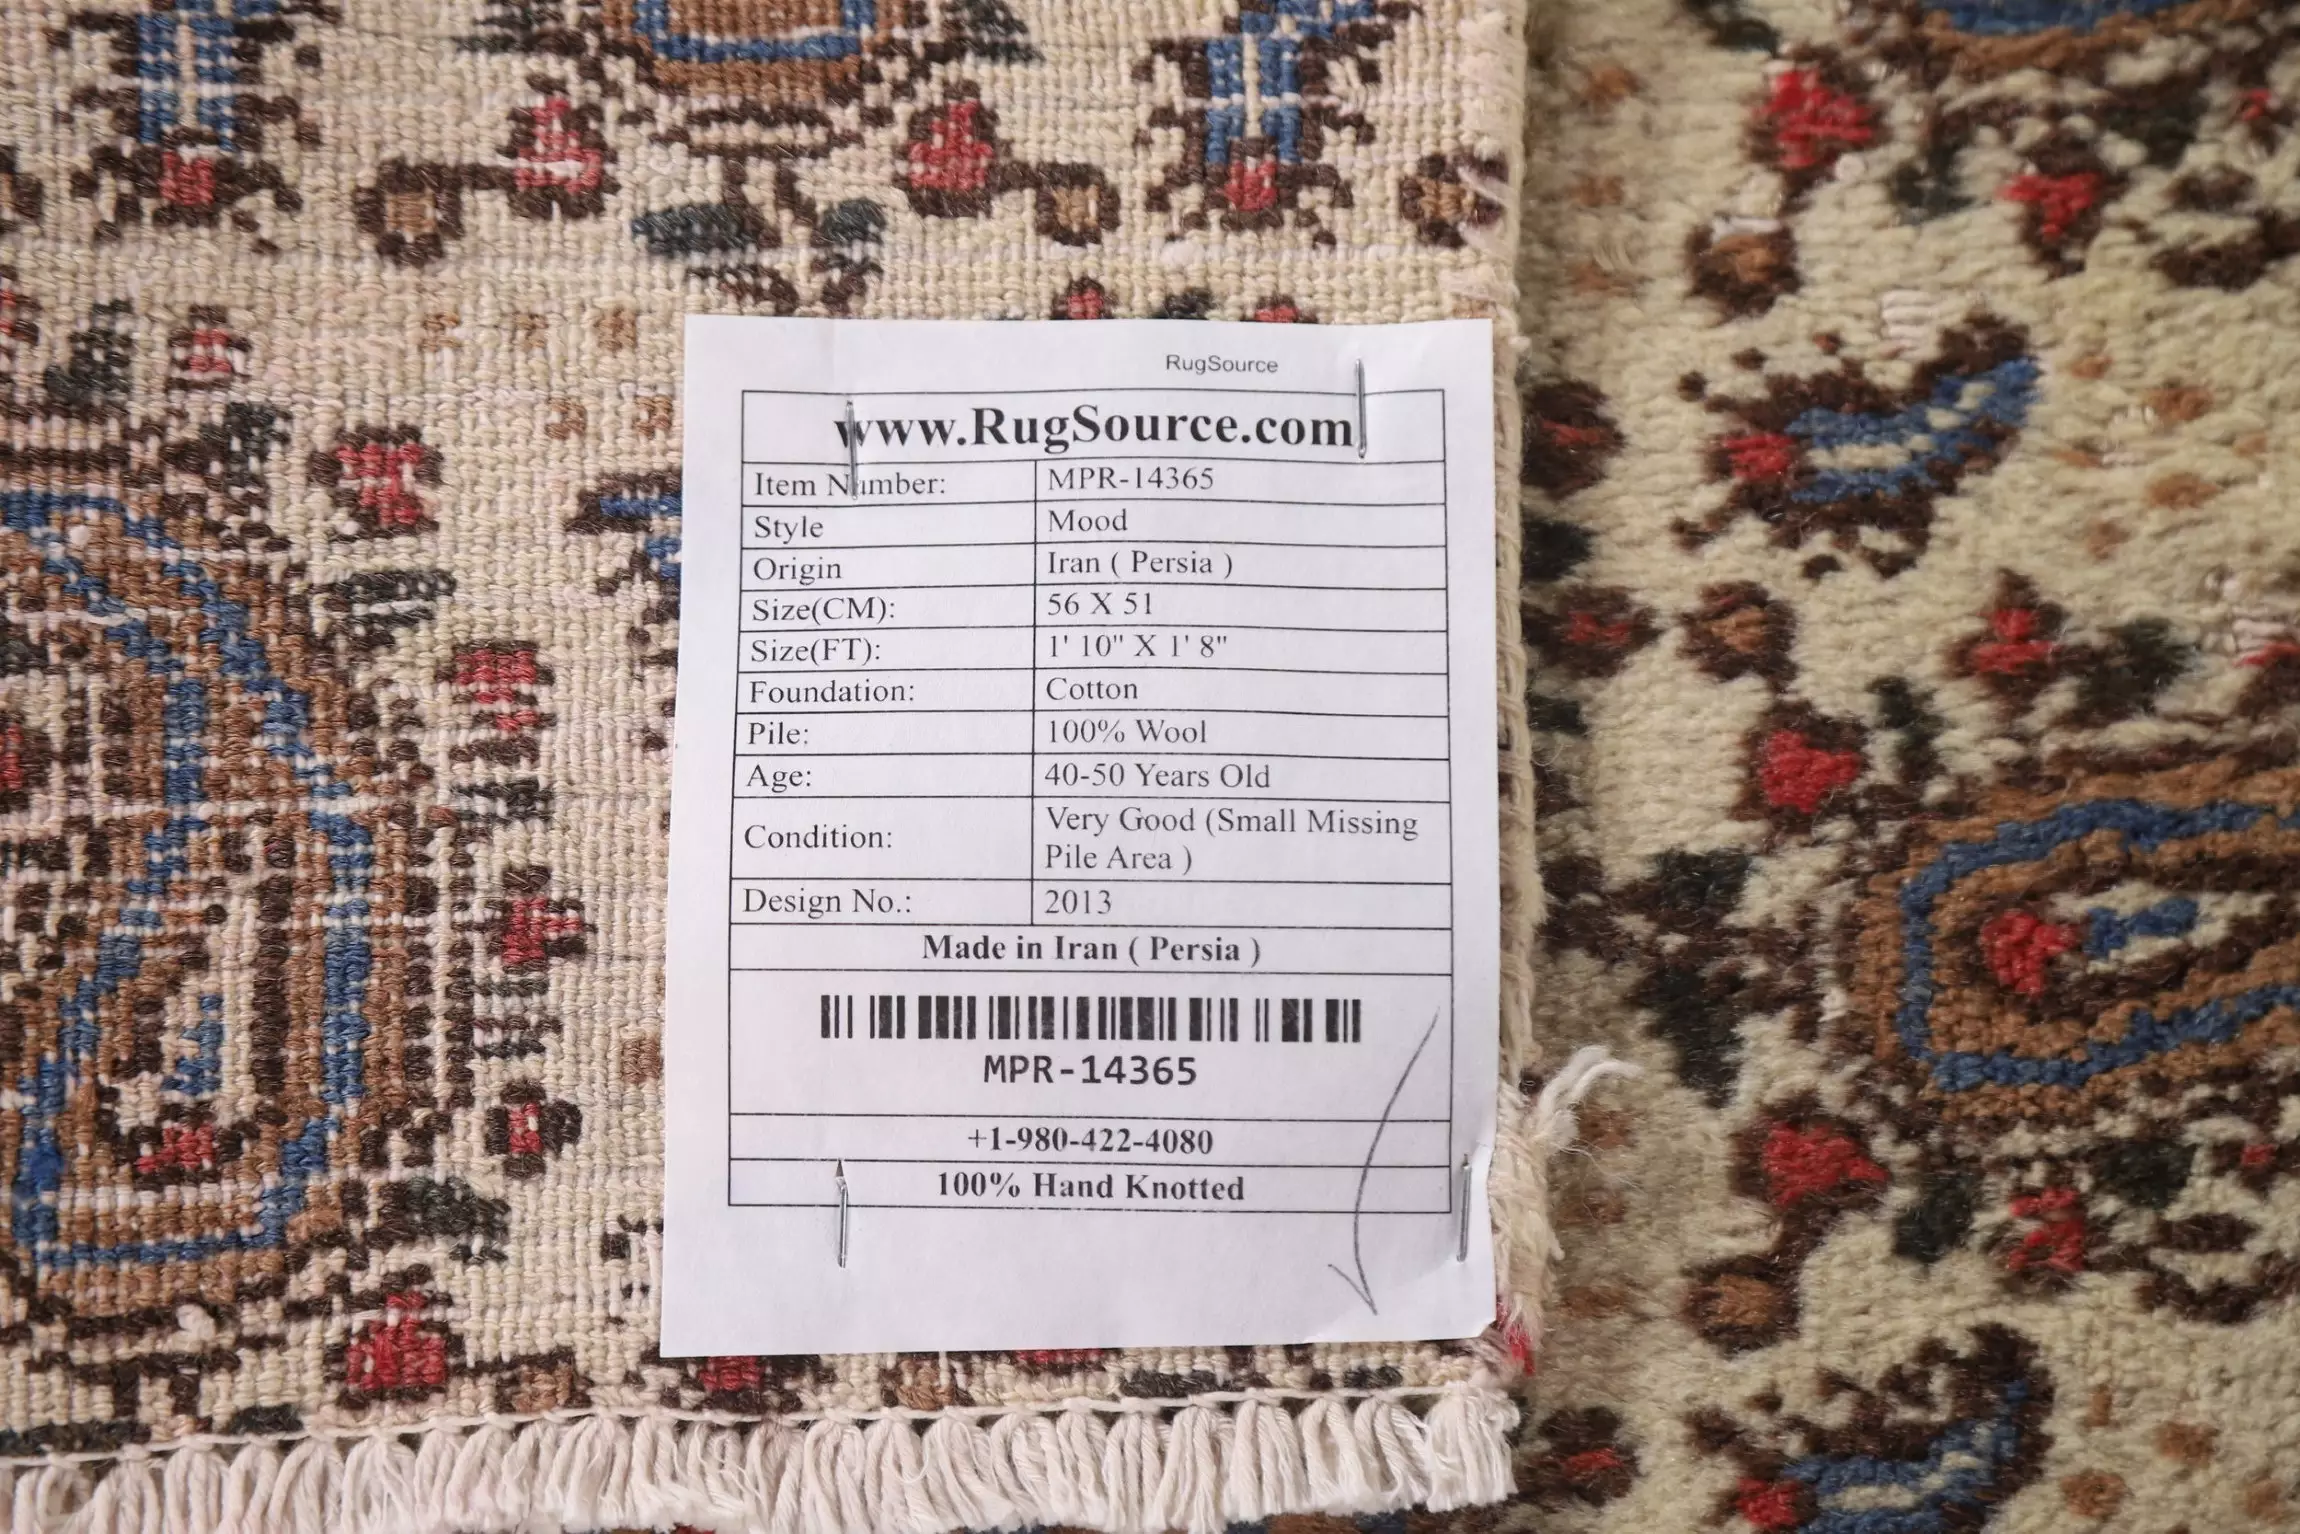 RugSource
www.RugSource.com
Item Number: MPR-14365
Style Mood
Origin Iran ( Persia )
Size(CM): 56 X 51
Size(FT): 1' 10" X 1' 8"
Foundation: Cotton
Pile: 100% Wool
Age: 40-50 Years Old
Condition: Very Good (Small Missing
Pile Area )
Design No.: 2013
Made in Iran ( Persia )
MPR-14365
+1-980-422-4080
100% Hand Knotted